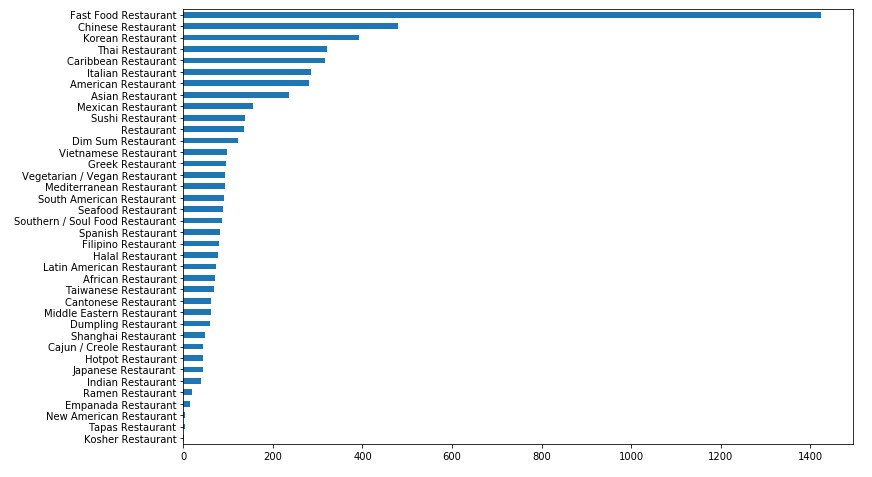 Fast Food Restaurant
Chinese Restaurant
Korean Restaurant
Thai Restaurant
Caribbean Restaurant
Italian Restaurant
American Restaurant
Asian Restaurant
Mexican Restaurant
Sushi Restaurant
Restaurant
Dim Sum Restaurant
Vietnamese Restaurant
Greek Restaurant
Vegetarian / Vegan Restaurant
Mediterranean Restaurant
South American Restaurant
Seafood Restaurant
Southern / Soul Food Restaurant
Spanish Restaurant
Filipino Restaurant
Halal Restaurant
Latin American Restaurant
African Restaurant
Taiwanese Restaurant
Cantonese Restaurant
Middle Eastern Restaurant
Dumpling Restaurant
Shanghai Restaurant
Cajun / Creole Restaurant
Hotpot Restaurant
Japanese Restaurant
Indian Restaurant
Ramen Restaurant
Empanada Restaurant
New American Restaurant
Tapas Restaurant
Kosher Restaurant
0 200 400 600 800 1000 1200 1400